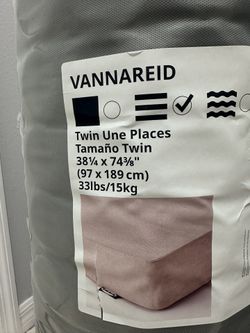 VANNAREID
Twin Une Places
Tamaño Twin
38¼ x 74⅜"
(97 x 189 cm)
33lbs/15kg